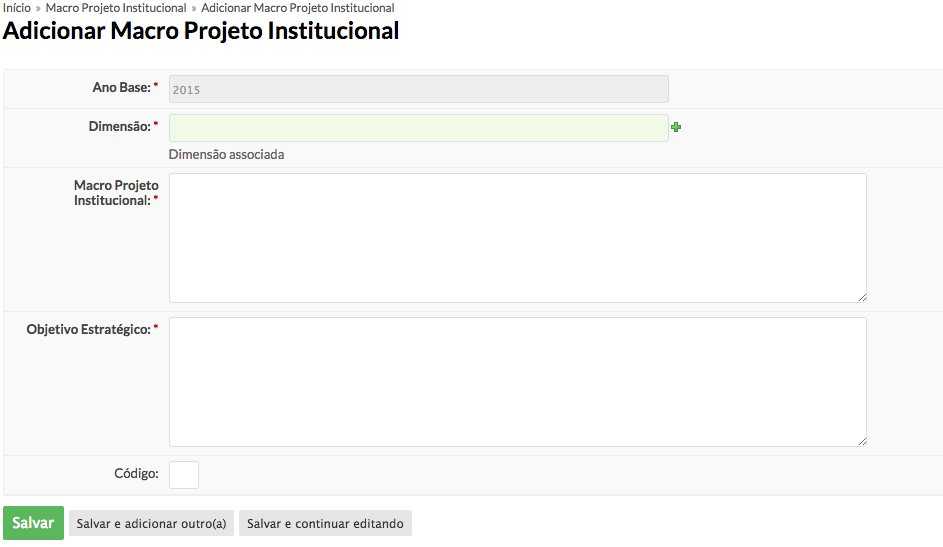 Início » Macro Projeto Institucional » Adicionar Macro Projeto Institucional
Adicionar Macro Projeto Institucional
Ano Base: * 2015
Dimensão: *
Dimensão associada
Macro Projeto
Institucional: *
Objetivo Estratégico: *
Código:
Salvar Salvar e adicionar outro(a) Salvar e continuar editando